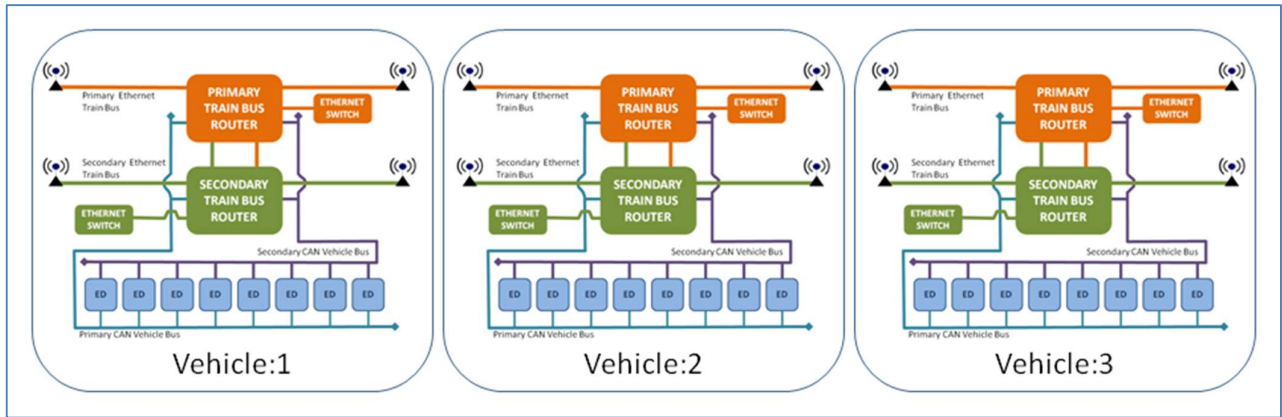 Primary Ethernet
Train Bus
PRIMARY
TRAIN BUS
ROUTER
ETHERNET
SWITCH
Secondary Ethernet
Train Bus
SECONDARY
TRAIN BUS
ROUTER
ETHERNET
SWITCH
Secondary CAN Vehicle Bus
ED ED ED ED ED ED ED ED
Primary CAN Vehicle Bus
Vehicle:1
Primary Ethernet
Train Bus
PRIMARY
TRAIN BUS
ROUTER
ETHERNET
SWITCH
Secondary Ethernet
Train Bus
SECONDARY
TRAIN BUS
ROUTER
ETHERNET
SWITCH
Secondary CAN Vehicle Bus
ED ED ED ED ED ED ED ED
Primary CAN Vehicle Bus
Vehicle:2
Primary Ethernet
Train Bus
PRIMARY
TRAIN BUS
ROUTER
ETHERNET
SWITCH
Secondary Ethernet
Train Bus
SECONDARY
TRAIN BUS
ROUTER
ETHERNET
SWITCH
Secondary CAN Vehicle Bus
ED ED ED ED ED ED ED ED
Primary CAN Vehicle Bus
Vehicle:3